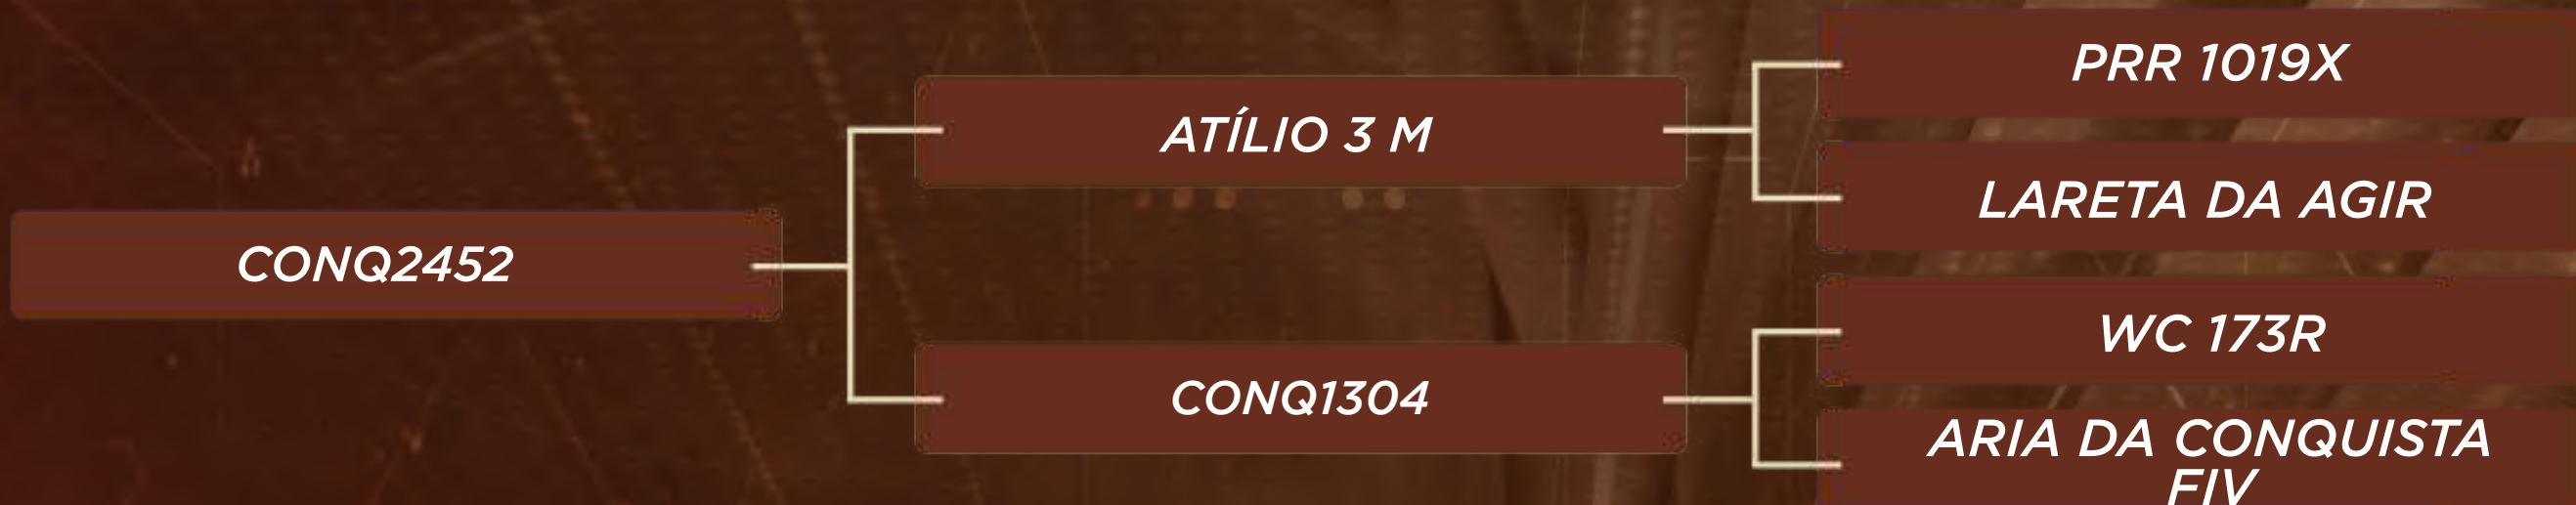 PRR 1019X
ATÍLIO 3 M
LARETA DA AGIR
CONQ2452
WC 173R
CONQ1304
ARIA DA CONQUISTA
FIV